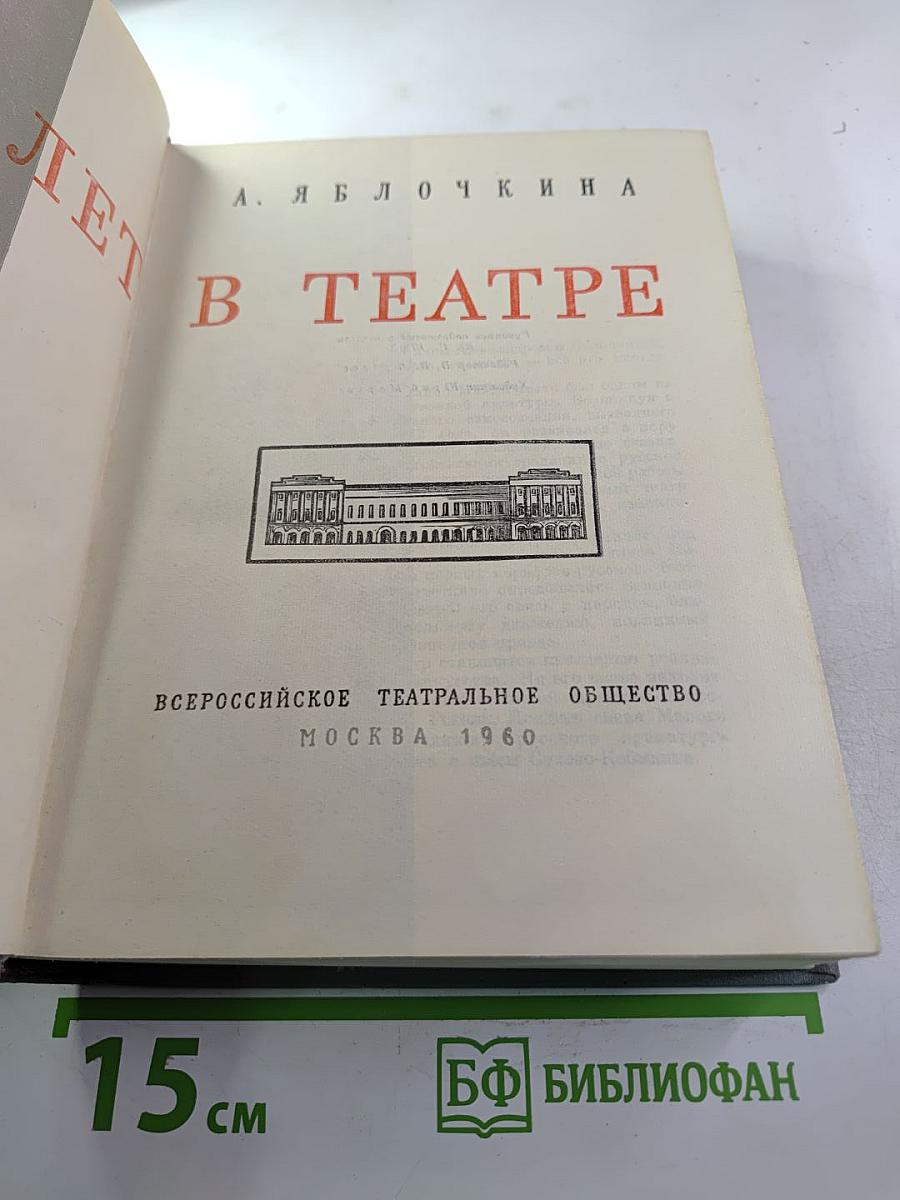 ЛЕТ
А. ЯБЛОЧКИНА
В ТЕАТРЕ
ВСЕРОССИЙСКОЕ ТЕАТРАЛЬНОЕ ОБЩЕСТВО
МОСКВА 1960
15 см
БФ БИБЛИОФАН